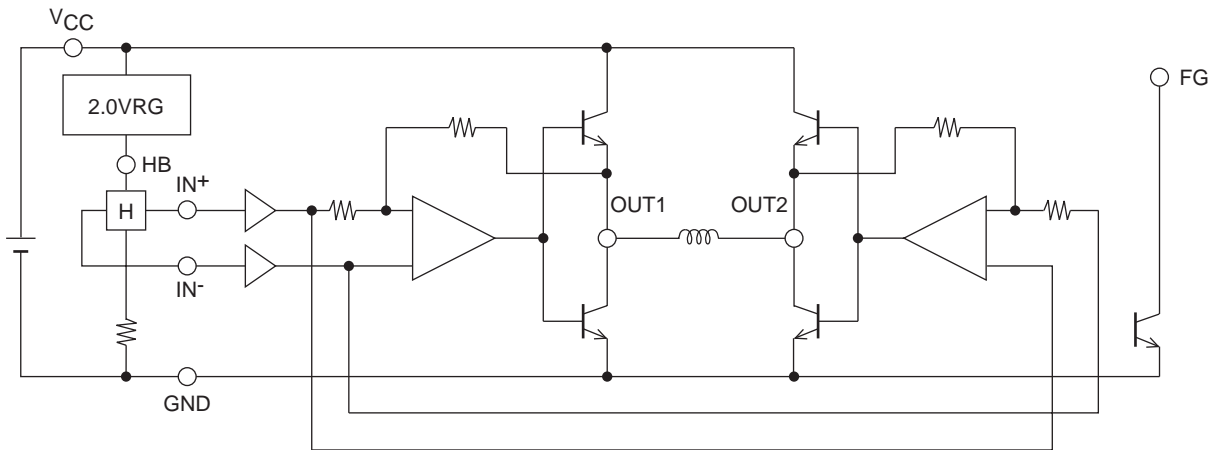 VCC
2.0VRG
FG
HB
IN+
H
OUT1
OUT2
IN-
GND